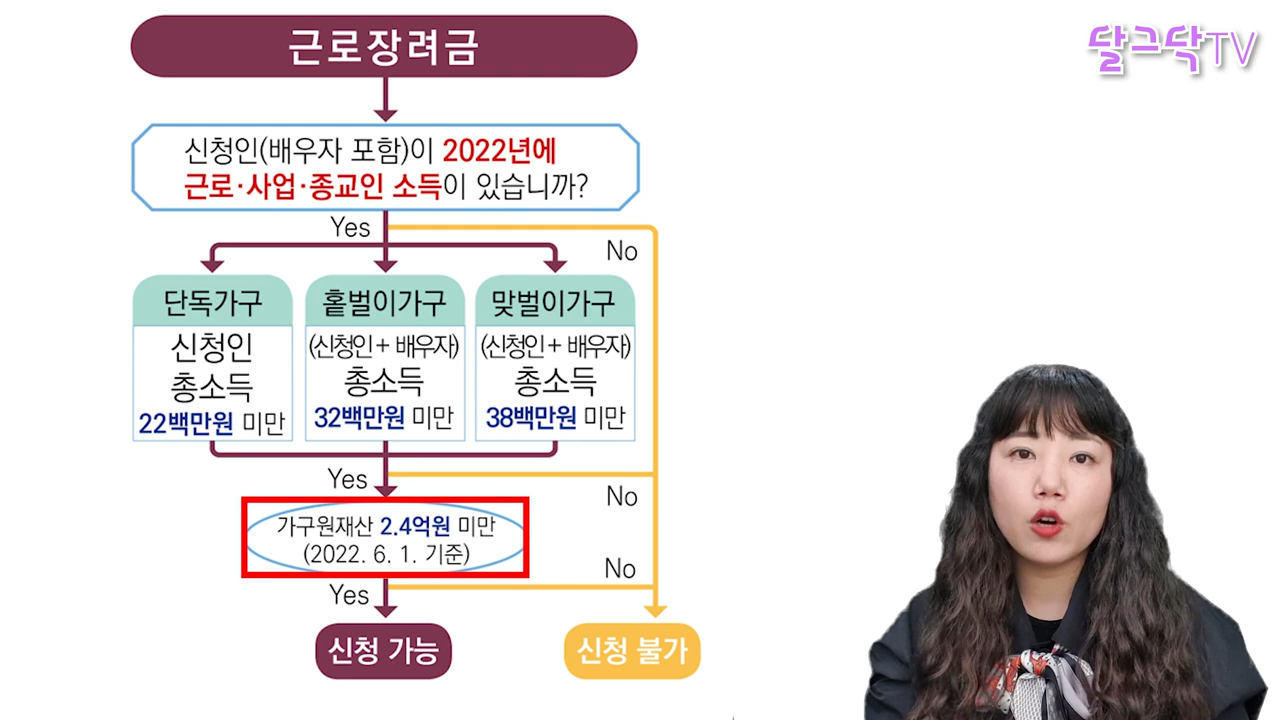 근로장려금
달그닥TV
신청인(배우자 포함)이 2022년에
근로·사업·종교인 소득이 있습니까?
Yes
No
단독가구
신청인
총소득
22백만원 미만
홑벌이가구
(신청인+배우자)
총소득
32백만원 미만
맞벌이가구
(신청인+배우자)
총소득
38백만원 미만
Yes
No
가구원재산 2.4억원 미만
(2022. 6. 1. 기준)
No
Yes
신청 가능
신청 불가